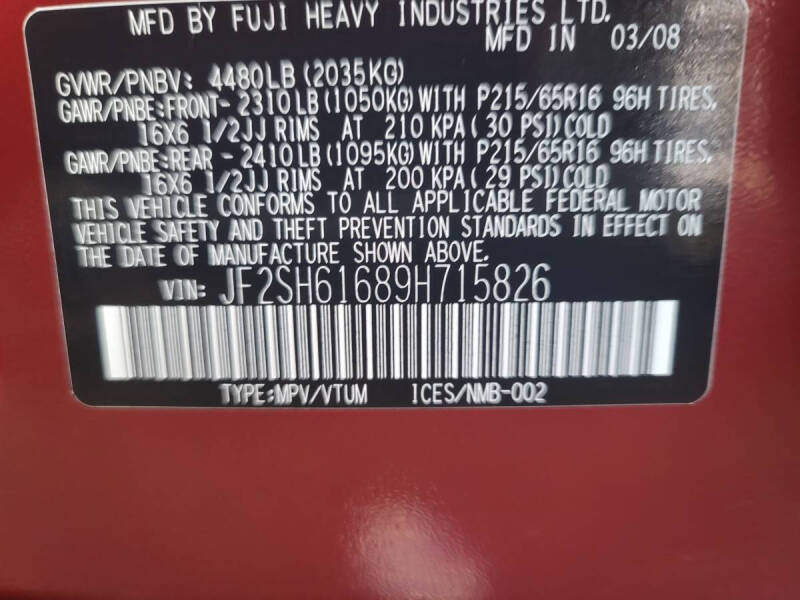 MFD BY FUJI HEAVY INDUSTRIES LTD.
MFD IN 03/08
GVWR/PNBV: 4480LB(2035KG)
GAWR/PNBE:FRONT-2310LB(1050KG)WITH P215/65R16 96H TIRES,
16X6 1/2JJ RIMS AT 210 KPA(30 PSI)COLD
GAWR/PNBE:REAR -2410LB(1095KG)WITH P215/65R16 96H TIRES,
16X6 1/2JJ RIMS AT 200 KPA(29 PSI)COLD
THIS VEHICLE CONFORMS TO ALL APPLICABLE FEDERAL MOTOR
VEHICLE SAFETY AND THEFT PREVENTION STANDARDS IN EFFECT ON
THE DATE OF MANUFACTURE SHOWN ABOVE.
VIN: JF2SH61689H715826
TYPE:MPV/VTUM ICES/NMB-002